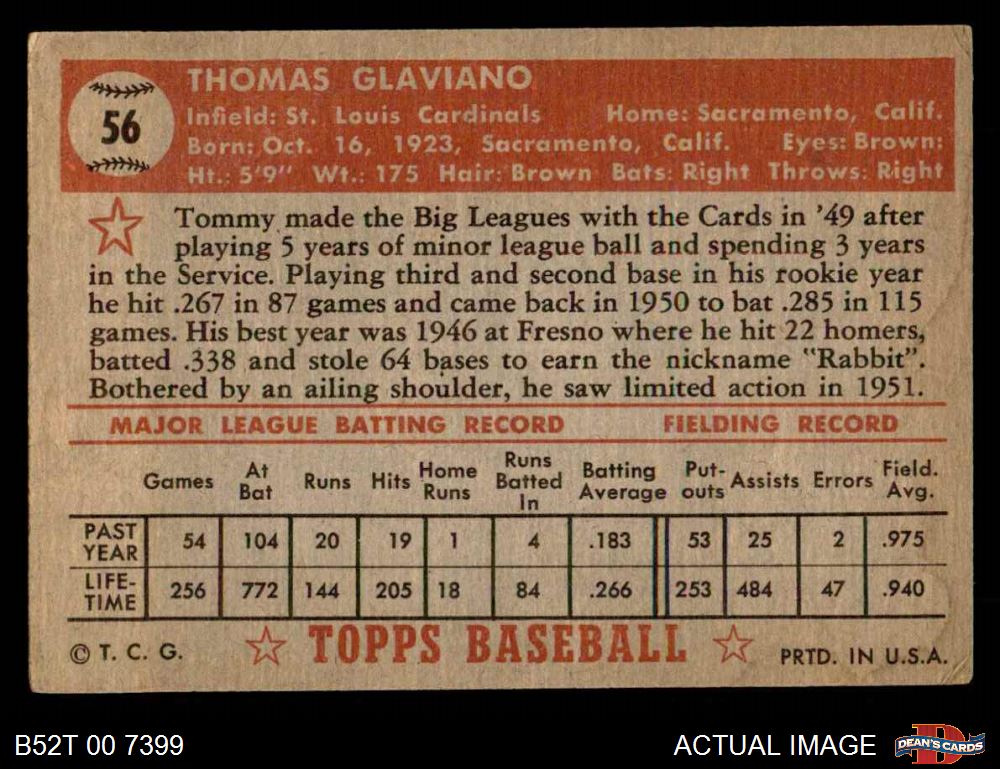 THOMAS GLAVIANO
56
Infield: St. Louis Cardinals Home: Sacramento, Calif.
Born: Oct. 16, 1923, Sacramento, Calif. Eyes: Brown:
Ht.: 5'9" Wt.: 175 Hair: Brown Bats: Right Throws: Right
Tommy made the Big Leagues with the Cards in '49 after
playing 5 years of minor league ball and spending 3 years
in the Service. Playing third and second base in his rookie year
he hit .267 in 87 games and came back in 1950 to bat .285 in 115
games. His best year was 1946 at Fresno where he hit 22 homers,
batted .338 and stole 64 bases to earn the nickname "Rabbit".
Bothered by an ailing shoulder, he saw limited action in 1951.
MAJOR LEAGUE BATTING RECORD FIELDING RECORD
Games At Bat Runs Hits Home Runs Runs Batted In Batting Average Put-outs Assists Errors Field. Avg.
PAST YEAR 54 104 20 19 1 4 .183 53 25 2 .975
LIFE-TIME 256 772 144 205 18 84 .266 253 484 47 .940
© T. C. G. TOPPS BASEBALL PRTD. IN U.S.A.
B52T 00 7399 ACTUAL IMAGE D DEAN'S CARDS